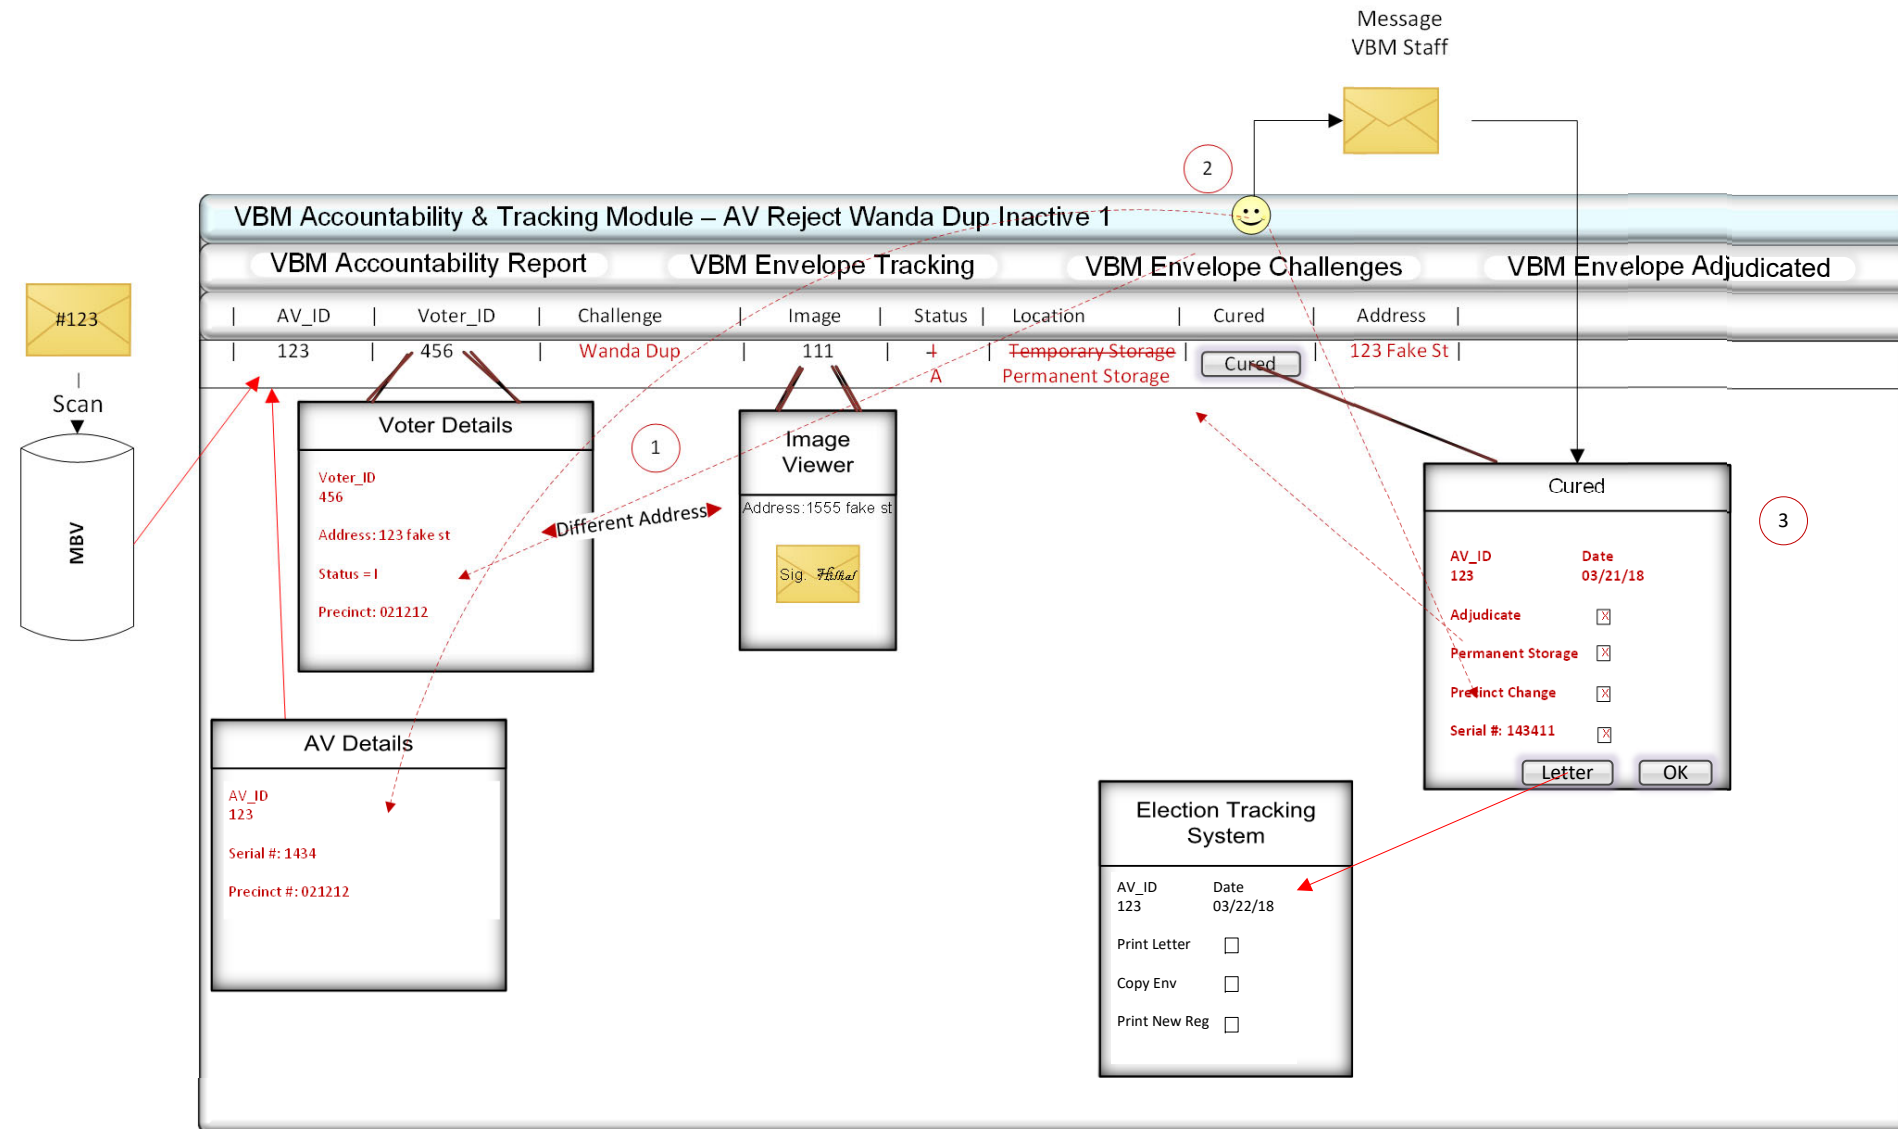 Message
VBM Staff
2
VBM Accountability & Tracking Module – AV Reject Wanda Dup Inactive 1
VBM Accountability Report
VBM Envelope Tracking
VBM Envelope Challenges
VBM Envelope Adjudicated
#123
| AV_ID | Voter_ID | Challenge | Image | Status | Location | Cured | Address |
| 123 | 456 | Wanda Dup | 111 | I | Temporary Storage | Cured | 123 Fake St |
A Permanent Storage
Scan
MBV
Voter Details
Voter_ID
456
Address: 123 fake st
Status = I
Precinct: 021212
1
Different Address
Image
Viewer
Address:1555 fake st
Sig.
Cured
3
AV_ID Date
123 03/21/18
Adjudicate X
Permanent Storage X
Precinct Change X
Serial #: 143411 X
Letter OK
AV Details
AV_ID
123
Serial #: 1434
Precinct #: 021212
Election Tracking
System
AV_ID Date
123 03/22/18
Print Letter
Copy Env
Print New Reg